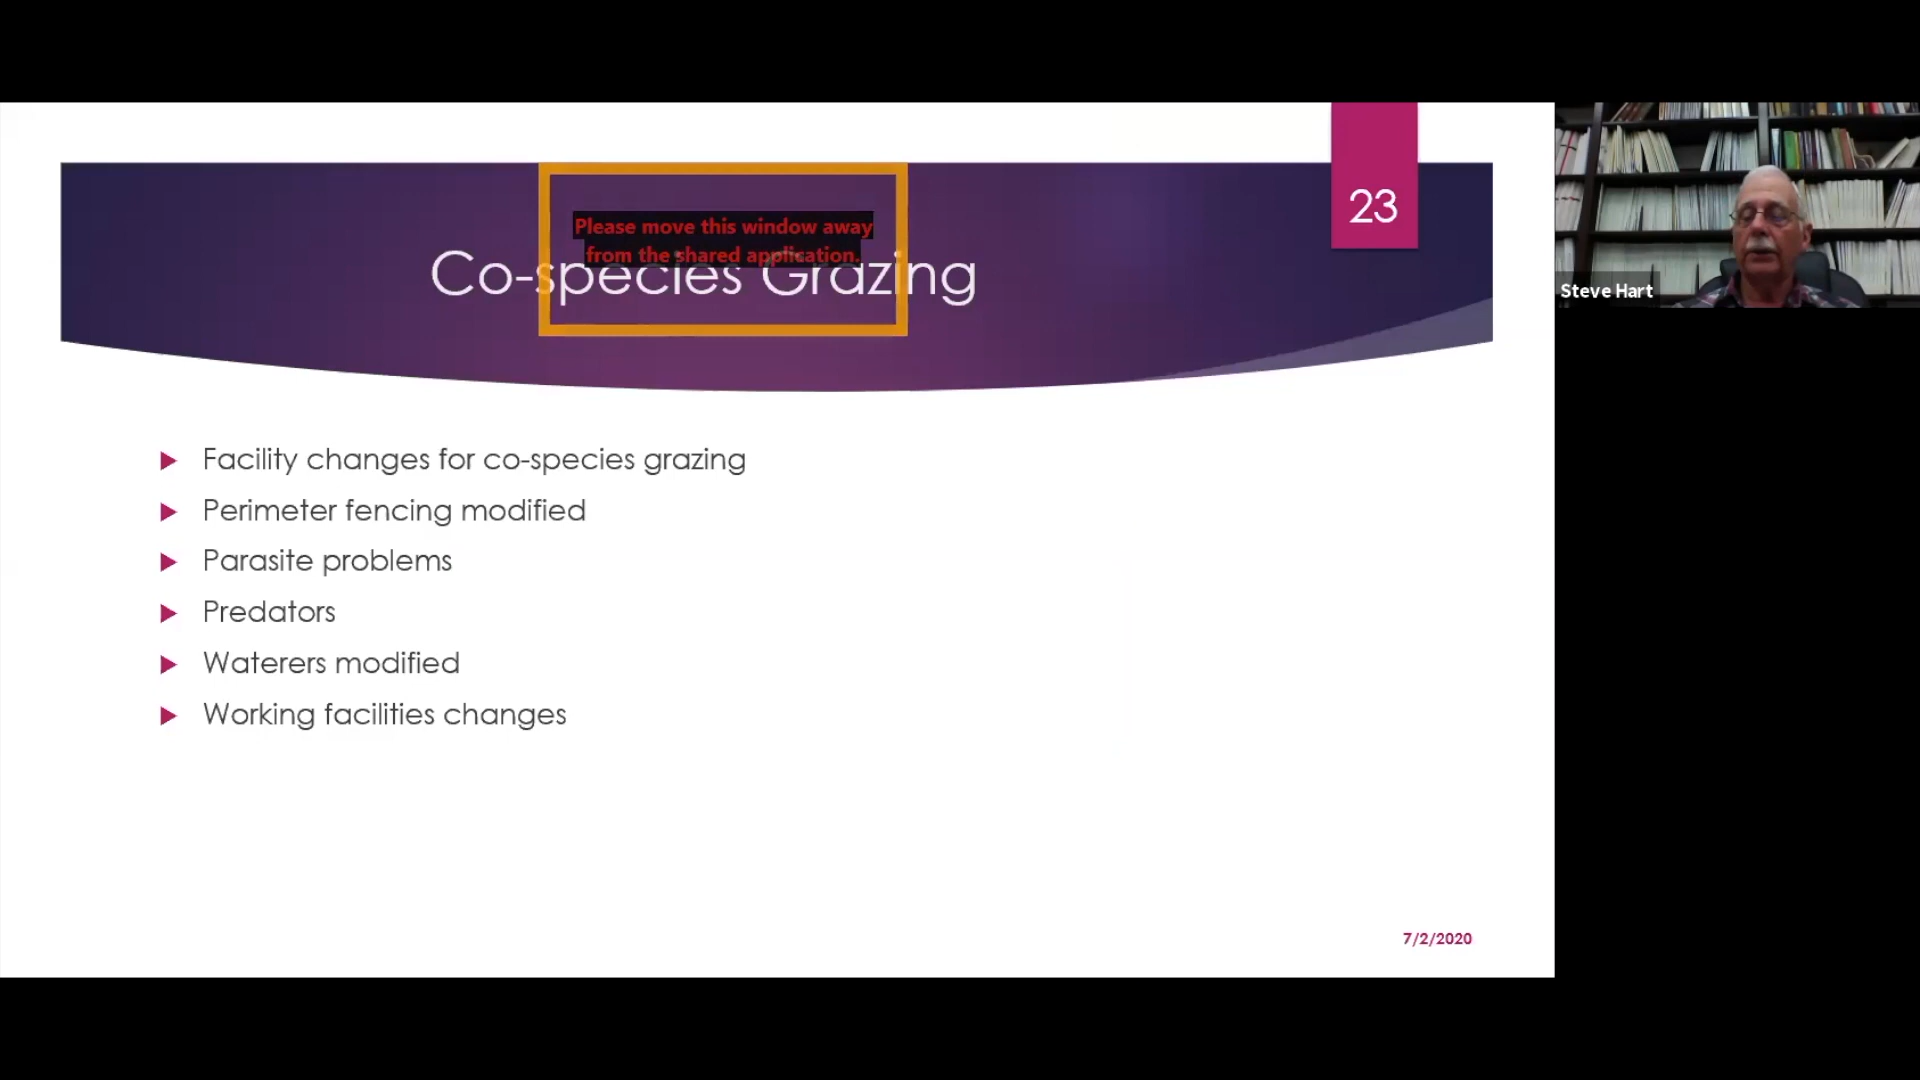 23
Please move this window away
from the shared application.
Co-species Grazing
Steve Hart
Facility changes for co-species grazing
Perimeter fencing modified
Parasite problems
Predators
Waterers modified
Working facilities changes
7/2/2020